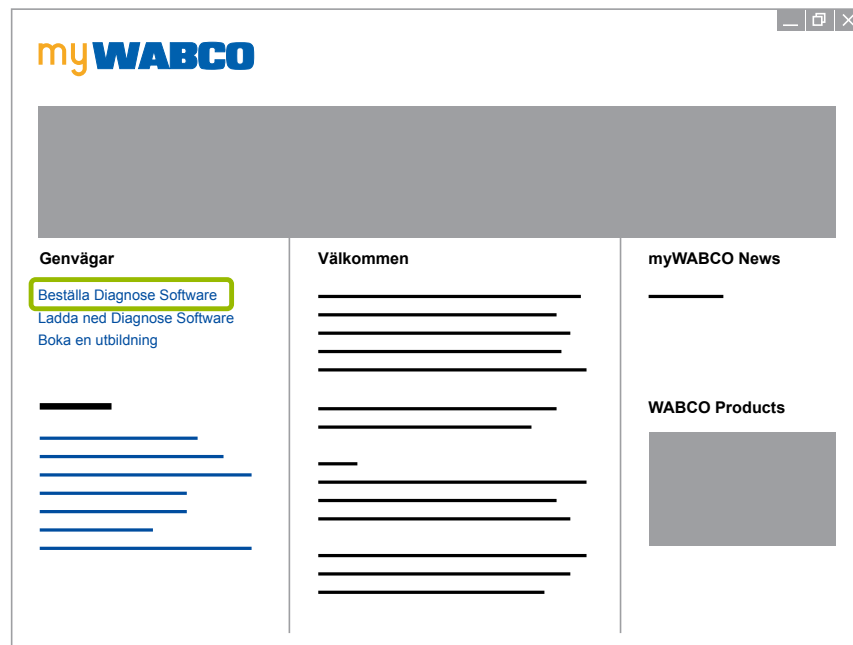 myWABCO
Genvägar
Beställa Diagnose Software
Ladda ned Diagnose Software
Boka en utbildning
Välkommen
myWABCO News
WABCO Products